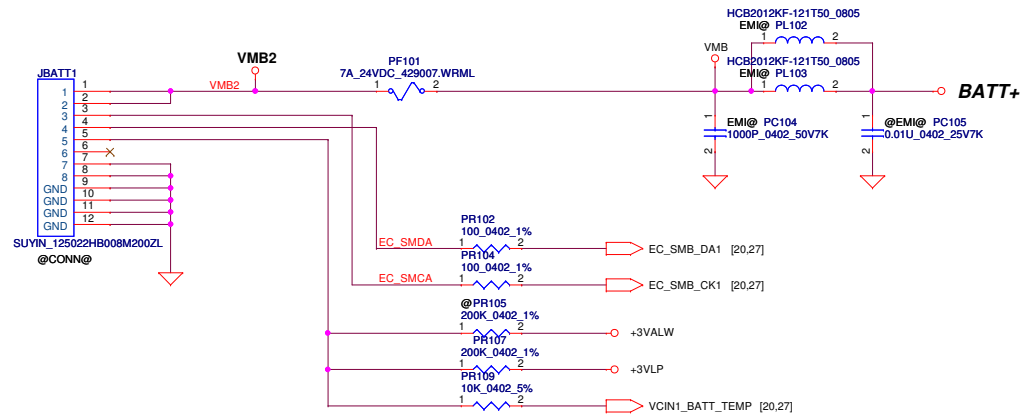 HCB2012KF-121T50_0805
EMI@ PL102
1 2
VMB2
VMB
PF101
7A_24VDC_429007.WRML
HCB2012KF-121T50_0805
EMI@ PL103
JBATT1
VMB2
1 2
1 2
BATT+
1 1
2 2
3 3
4 4
5 5
6 6
7 7
8 8
GND 9
GND 10
GND 11
GND 12
1
EMI@ PC104
1000P_0402_50V7K
2
1
@EMI@ PC105
0.01U_0402_25V7K
2
SUYIN_125022HB008M200ZL
@CONN@
PR102
100_0402_1%
EC_SMDA 1 2 EC_SMB_DA1 [20,27]
PR104
100_0402_1%
EC_SMCA 1 2 EC_SMB_CK1 [20,27]
@PR105
200K_0402_1%
1 2 +3VALW
PR107
200K_0402_1%
1 2 +3VLP
PR109
10K_0402_5%
1 2 VCIN1_BATT_TEMP [20,27]